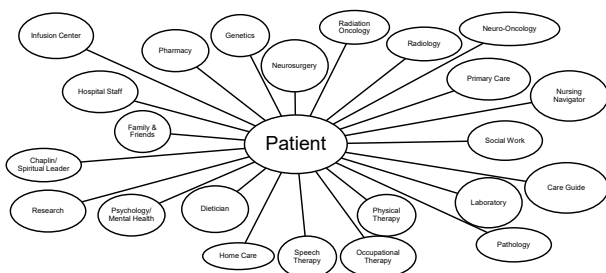 Infusion Center
Pharmacy
Genetics
Neurosurgery
Radiation
Oncology
Radiology
Neuro-Oncology
Hospital Staff
Primary Care
Nursing
Navigator
Family &
Friends
Patient
Social Work
Chaplin/
Spiritual Leader
Care Guide
Research
Psychology/
Mental Health
Dietician
Physical
Therapy
Laboratory
Home Care
Speech
Therapy
Occupational
Therapy
Pathology